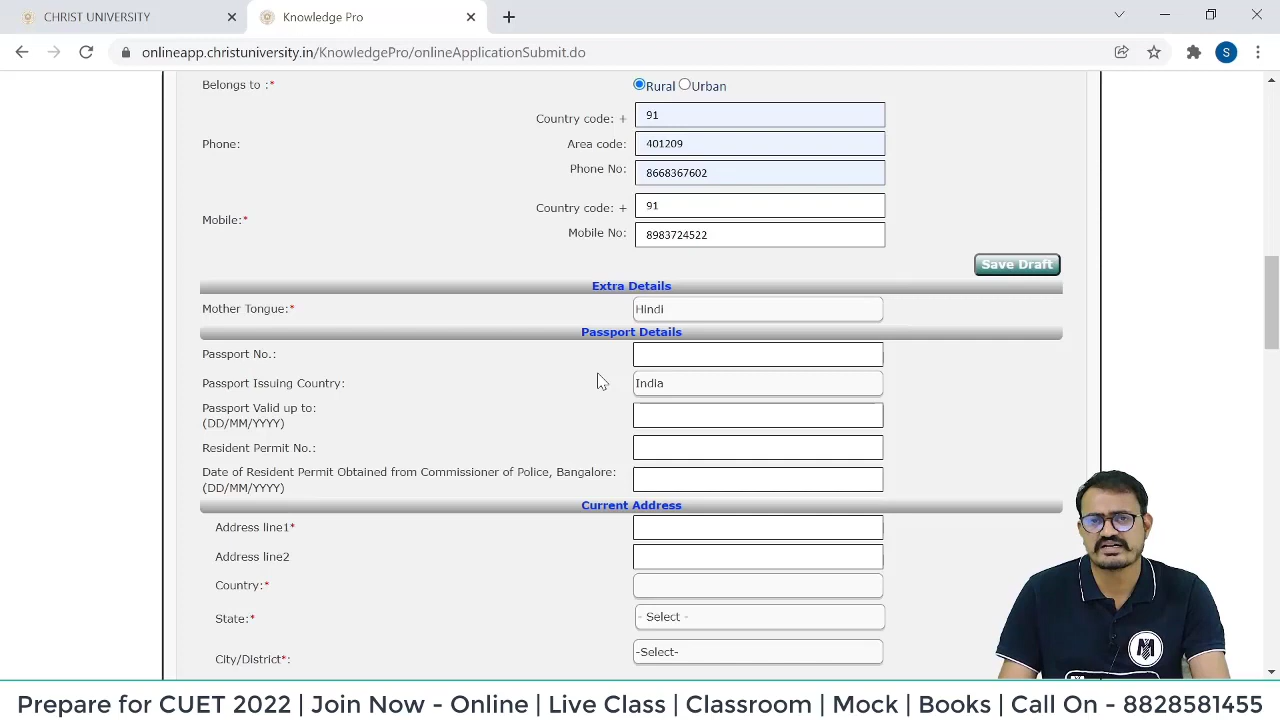 CHRIST UNIVERSITY
Knowledge Pro
onlineapp.christuniversity.in/KnowledgePro/onlineApplicationSubmit.do
S
Belongs to :*
Rural Urban
Phone:
Country code: + 91
Area code: 401209
Phone No: 8668367602
Mobile:*
Country code: + 91
Mobile No: 8983724522
Save Draft
Extra Details
Mother Tongue:* Hindi
Passport Details
Passport No.:
Passport Issuing Country: India
Passport Valid up to:
(DD/MM/YYYY)
Resident Permit No.:
Date of Resident Permit Obtained from Commissioner of Police, Bangalore:
(DD/MM/YYYY)
Current Address
Address line1*
Address line2
Country:*
State:* - Select -
City/District*: -Select-
Prepare for CUET 2022 | Join Now - Online | Live Class | Classroom | Mock | Books | Call On - 8828581455